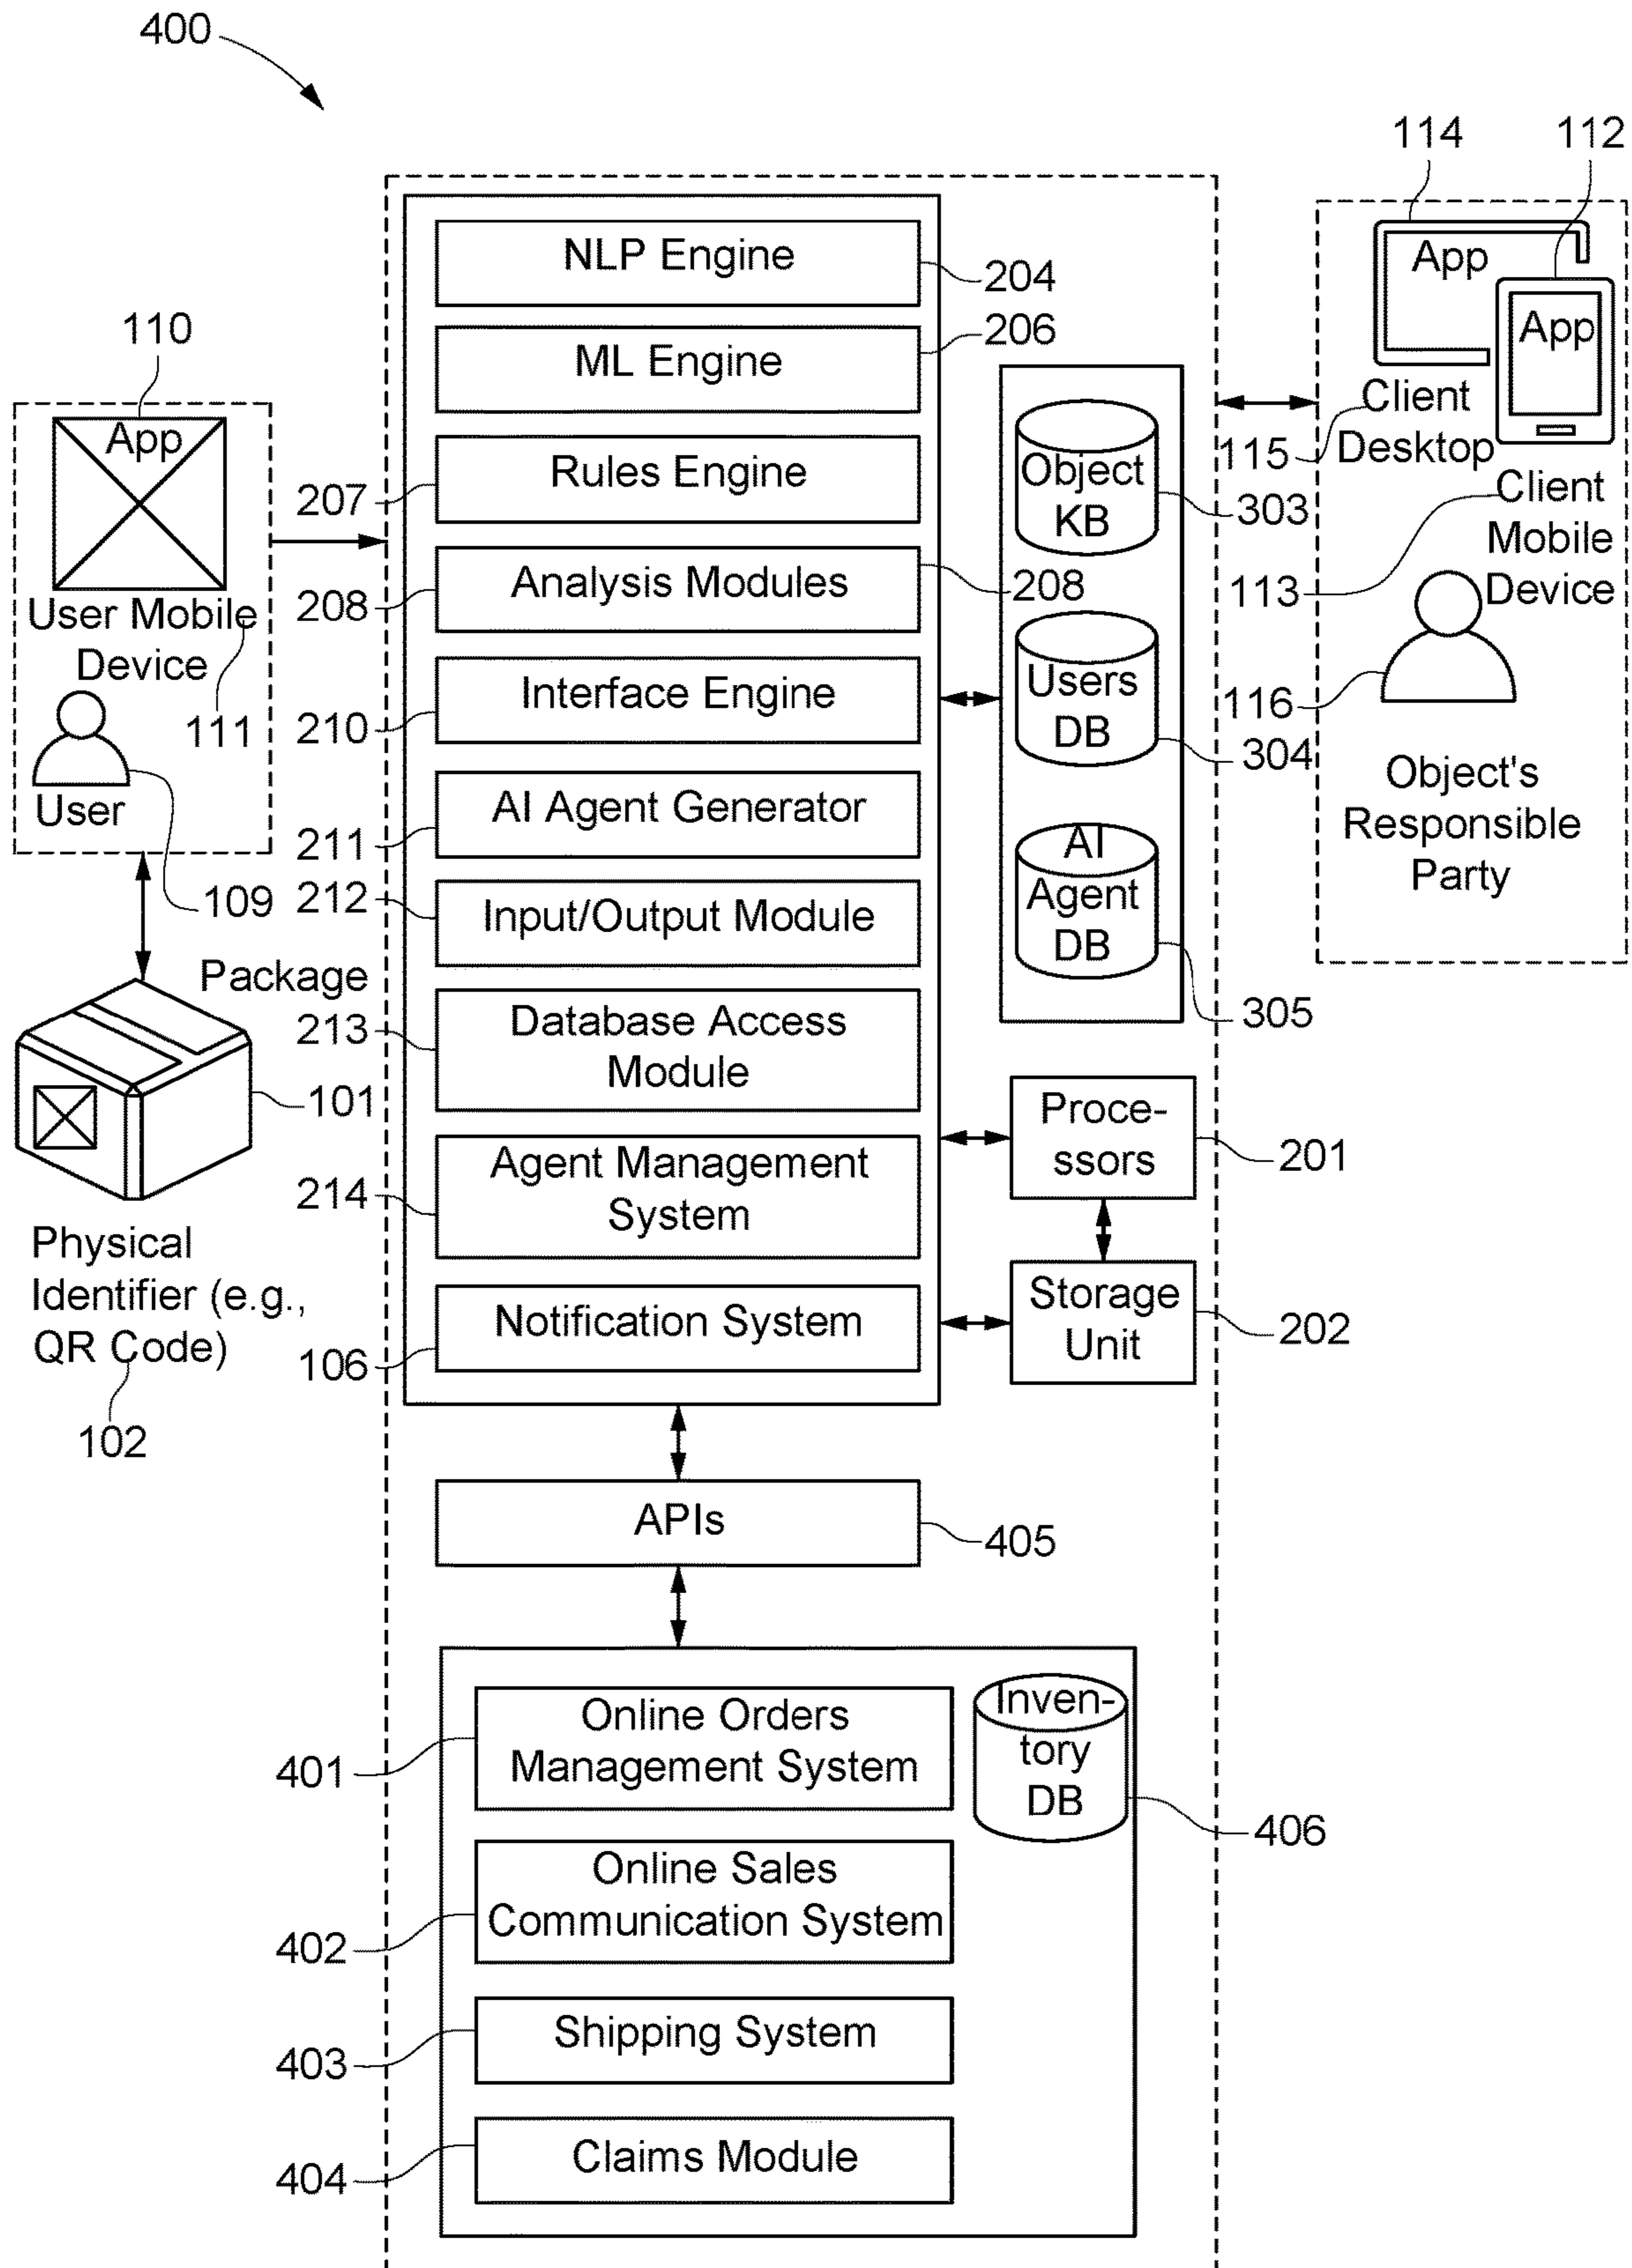 400
110
App
User Mobile
Device
111
User
109
Package
101
Physical
Identifier (e.g.,
QR Code)
102
NLP Engine
204
ML Engine
206
Rules Engine
207
Analysis Modules
208
208
Interface Engine
210
AI Agent Generator
211
Input/Output Module
212
Database Access
Module
213
Agent Management
System
214
Notification System
106
Object
KB
303
Users
DB
304
AI
Agent
DB
305
Proce-
ssors
201
Storage
Unit
202
APIs
405
Online Orders
Management System
401
Online Sales
Communication System
402
Shipping System
403
Claims Module
404
Inven-
tory
DB
406
114
112
App
App
Client
Desktop
115
Client
Mobile
Device
113
116
Object's
Responsible
Party